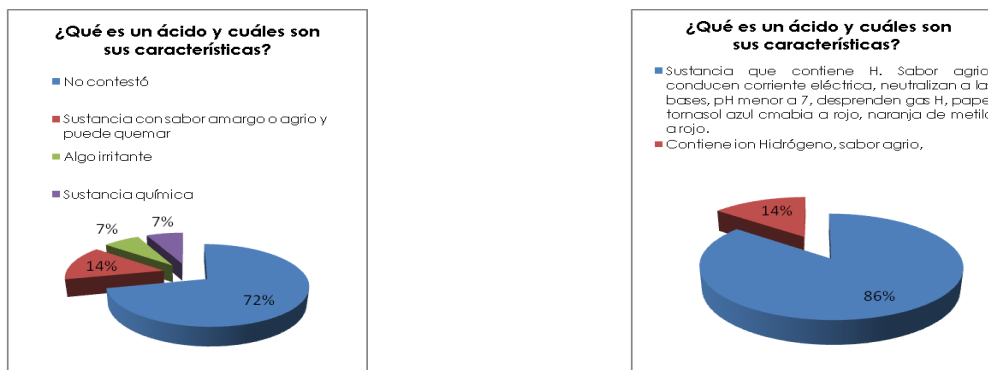 ¿Qué es un ácido y cuáles son
sus características?
No contestó
Sustancia con sabor amargo o agrio y
puede quemar
Algo irritante
Sustancia química
7%
7%
14%
72%
¿Qué es un ácido y cuáles son
sus características?
Sustancia que contiene H. Sabor agrio
conducen corriente eléctrica, neutralizan a la
bases, pH menor a 7, desprenden gas H, pape
tornasol azul cmabia a rojo, naranja de metilo
a rojo.
Contiene ion Hidrógeno, sabor agrio,
14%
86%